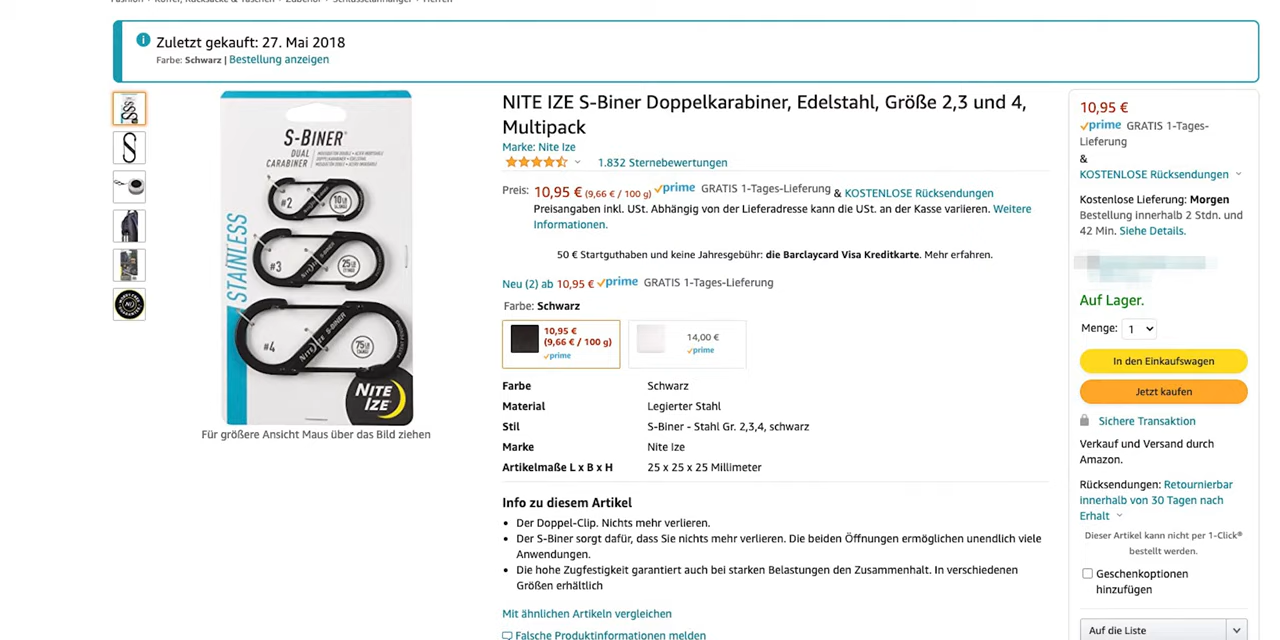 Zuletzt gekauft: 27. Mai 2018
Farbe: Schwarz | Bestellung anzeigen
S-BINER®
DUAL
CARABINER
STAINLESS
#2
10 LB
#3
25 LB
#4
75 LB
NITE
IZE
Für größere Ansicht Maus über das Bild ziehen
NITE IZE S-Biner Doppelkarabiner, Edelstahl, Größe 2,3 und 4,
Multipack
Marke: Nite Ize
1.832 Sternebewertungen
Preis: 10,95 € (9,66 € / 100 g) prime GRATIS 1-Tages-Lieferung & KOSTENLOSE Rücksendungen
Preisangaben inkl. USt. Abhängig von der Lieferadresse kann die USt. an der Kasse variieren. Weitere
Informationen.
50 € Startguthaben und keine Jahresgebühr: die Barclaycard Visa Kreditkarte. Mehr erfahren.
Neu (2) ab 10,95 € prime GRATIS 1-Tages-Lieferung
Farbe: Schwarz
10,95 €
(9,66 € / 100 g)
prime
14,00 €
prime
Farbe Schwarz
Material Legierter Stahl
Stil S-Biner - Stahl Gr. 2,3,4, schwarz
Marke Nite Ize
Artikelmaße L x B x H 25 x 25 x 25 Millimeter
Info zu diesem Artikel
• Der Doppel-Clip. Nichts mehr verlieren.
• Der S-Biner sorgt dafür, dass Sie nichts mehr verlieren. Die beiden Öffnungen ermöglichen unendlich viele
Anwendungen.
• Die hohe Zugfestigkeit garantiert auch bei starken Belastungen den Zusammenhalt. In verschiedenen
Größen erhältlich
Mit ähnlichen Artikeln vergleichen
Falsche Produktinformationen melden
10,95 €
prime GRATIS 1-Tages-
Lieferung
&
KOSTENLOSE Rücksendungen
Kostenlose Lieferung: Morgen
Bestellung innerhalb 2 Stdn. und
42 Min. Siehe Details.
Auf Lager.
Menge: 1
In den Einkaufswagen
Jetzt kaufen
Sichere Transaktion
Verkauf und Versand durch
Amazon.
Rücksendungen: Retournierbar
innerhalb von 30 Tagen nach
Erhalt
Dieser Artikel kann nicht per 1-Click®
bestellt werden.
Geschenkoptionen
hinzufügen
Auf die Liste